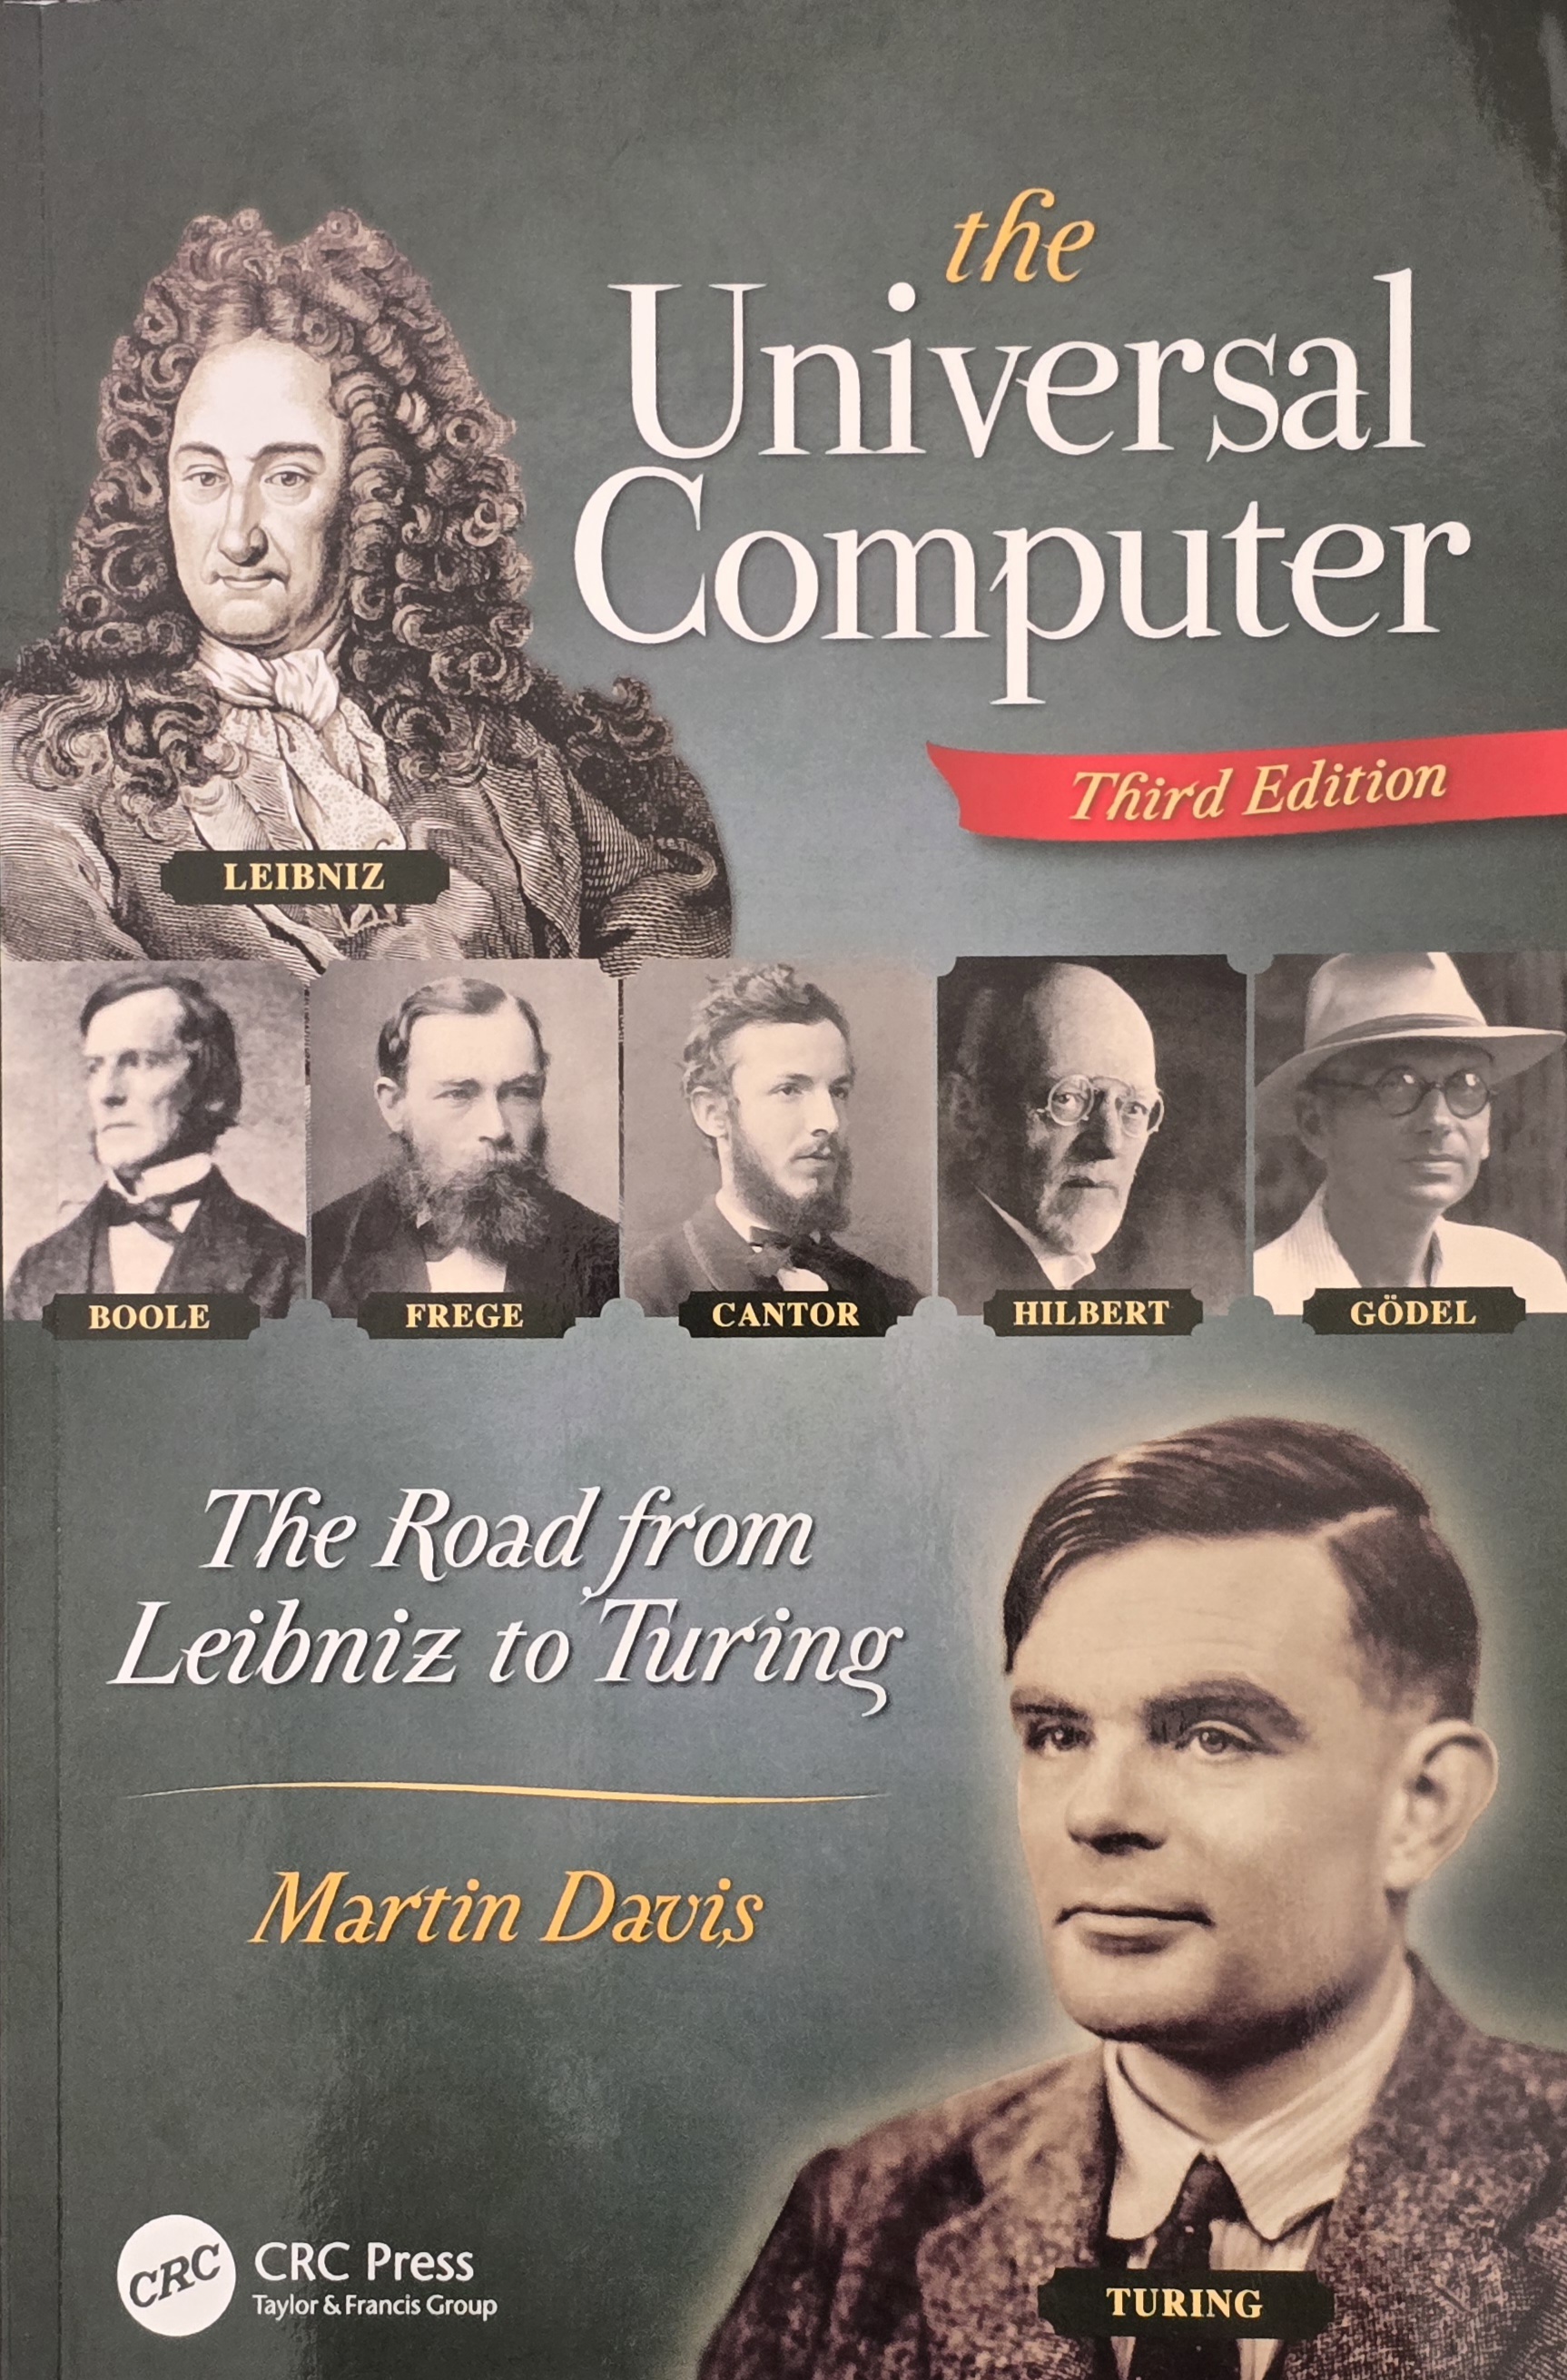 the
Universal
Computer
Third Edition
LEIBNIZ
BOOLE
FREGE
CANTOR
HILBERT
GÖDEL
The Road from
Leibniz to Turing
Martin Davis
CRC
CRC Press
Taylor & Francis Group
TURING